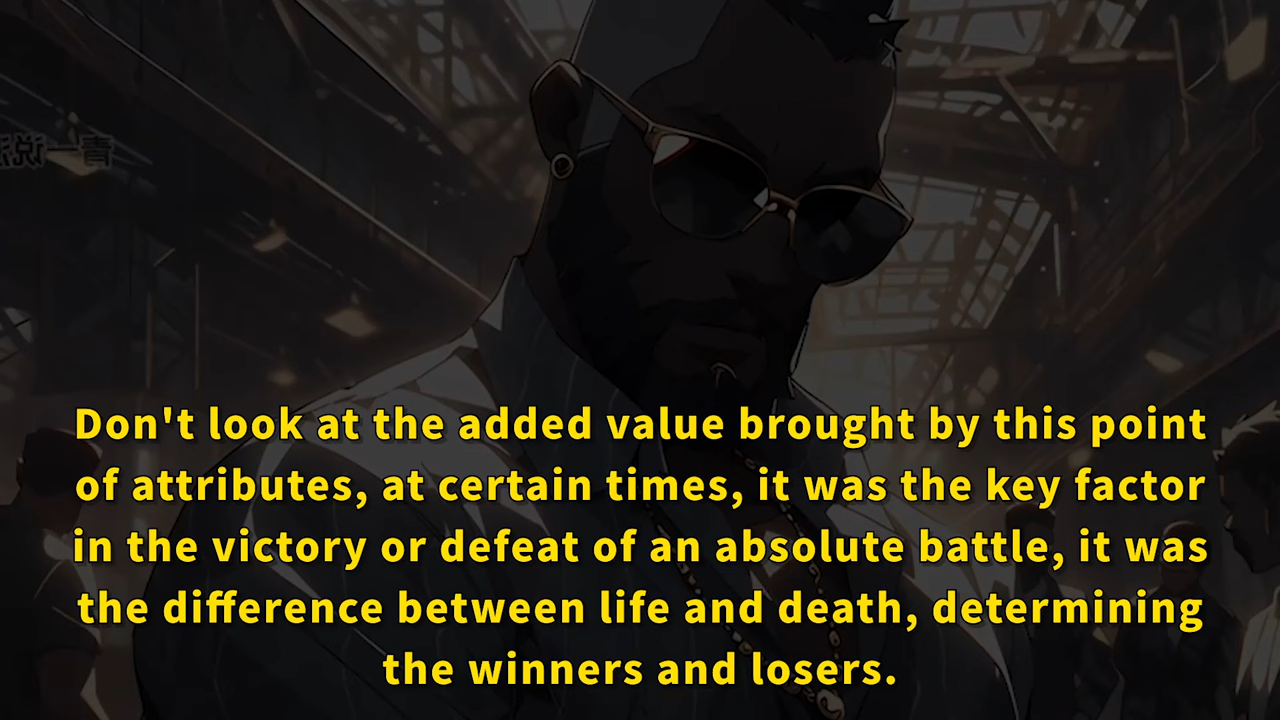 Don't look at the added value brought by this point
of attributes, at certain times, it was the key factor
in the victory or defeat of an absolute battle, it was
the difference between life and death, determining
the winners and losers.